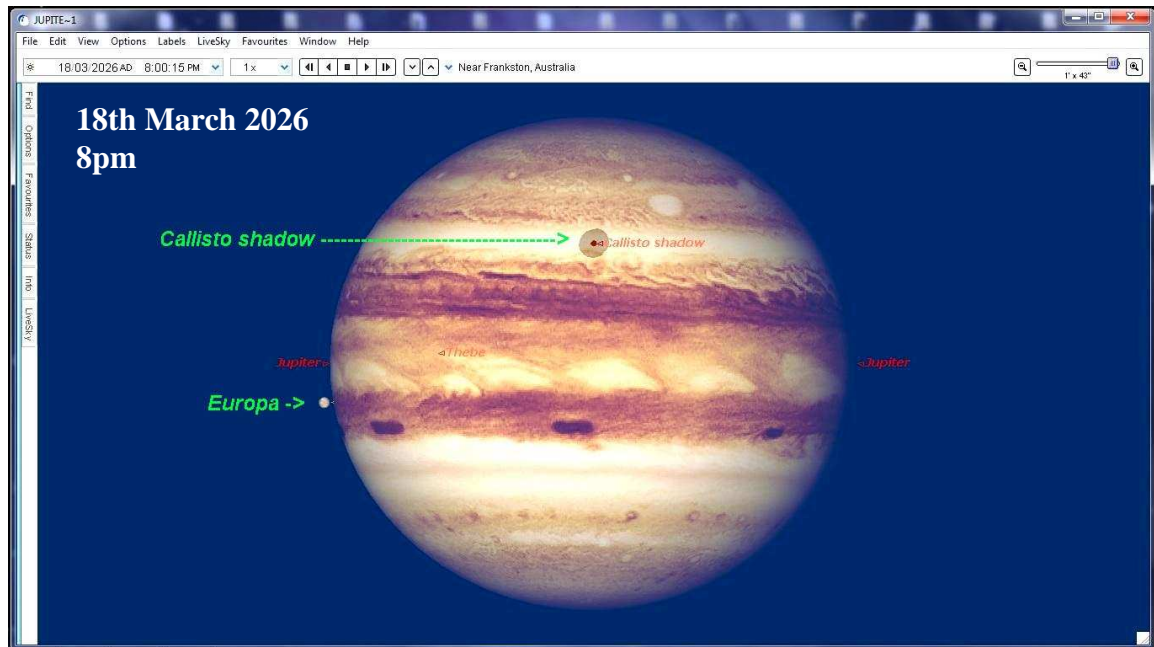 JUPITE~1
File Edit View Options Labels LiveSky Favourites Window Help
18/03/2026 AD 8:00:15 PM 1x Near Frankston, Australia
1° x 43"
Find
Options
Favourites
Status
Info
LiveSky
18th March 2026
8pm
Callisto shadow -----------------------> Callisto shadow
Thebe
Jupiter Jupiter
Europa ->